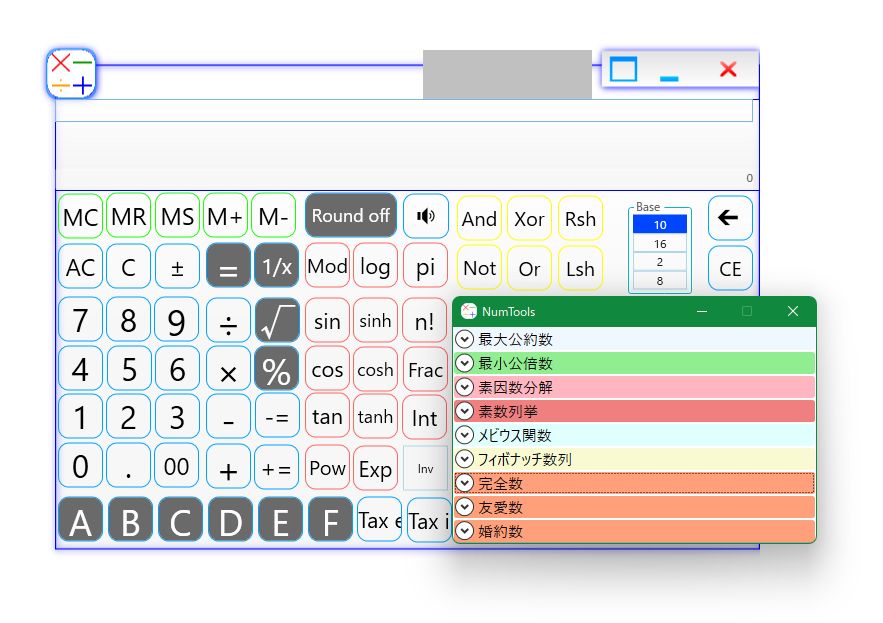 0
MC MR MS M+ M- Round off And Xor Rsh Base
10
16
2
8
AC C ± = 1/x Mod log pi Not Or Lsh CE
7 8 9 ÷ √ sin sinh n!
4 5 6 × % cos cosh Frac
1 2 3 - -= tan tanh Int
0 . 00 + += Pow Exp Inv
A B C D E F Tax e Tax i
NumTools
最大公約数
最小公倍数
素因数分解
素数列挙
メビウス関数
フィボナッチ数列
完全数
友愛数
婚約数